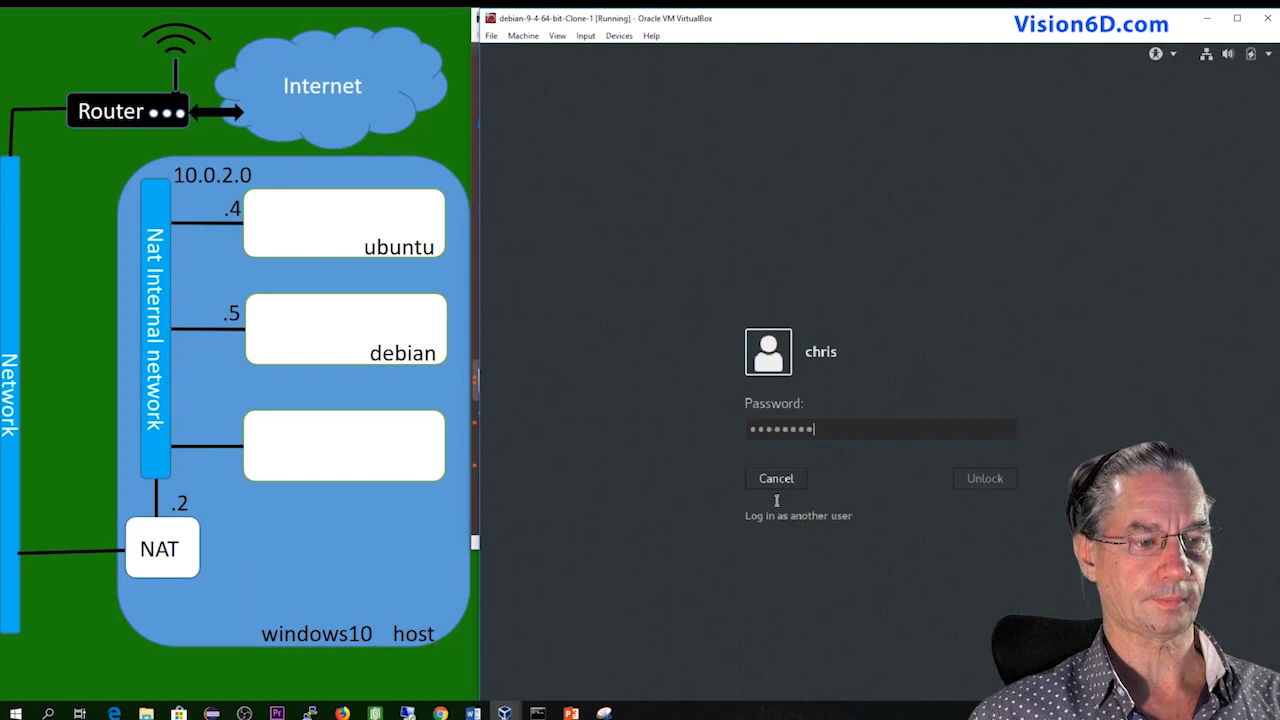 Router
Internet
10.0.2.0
.4
ubuntu
.5
debian
Nat Internal network
Network
.2
NAT
windows10 host
debian-9-4-64-bit-Clone-1 [Running] - Oracle VM VirtualBox
File Machine View Input Devices Help
Vision6D.com
chris
Password:
Cancel
Unlock
Log in as another user